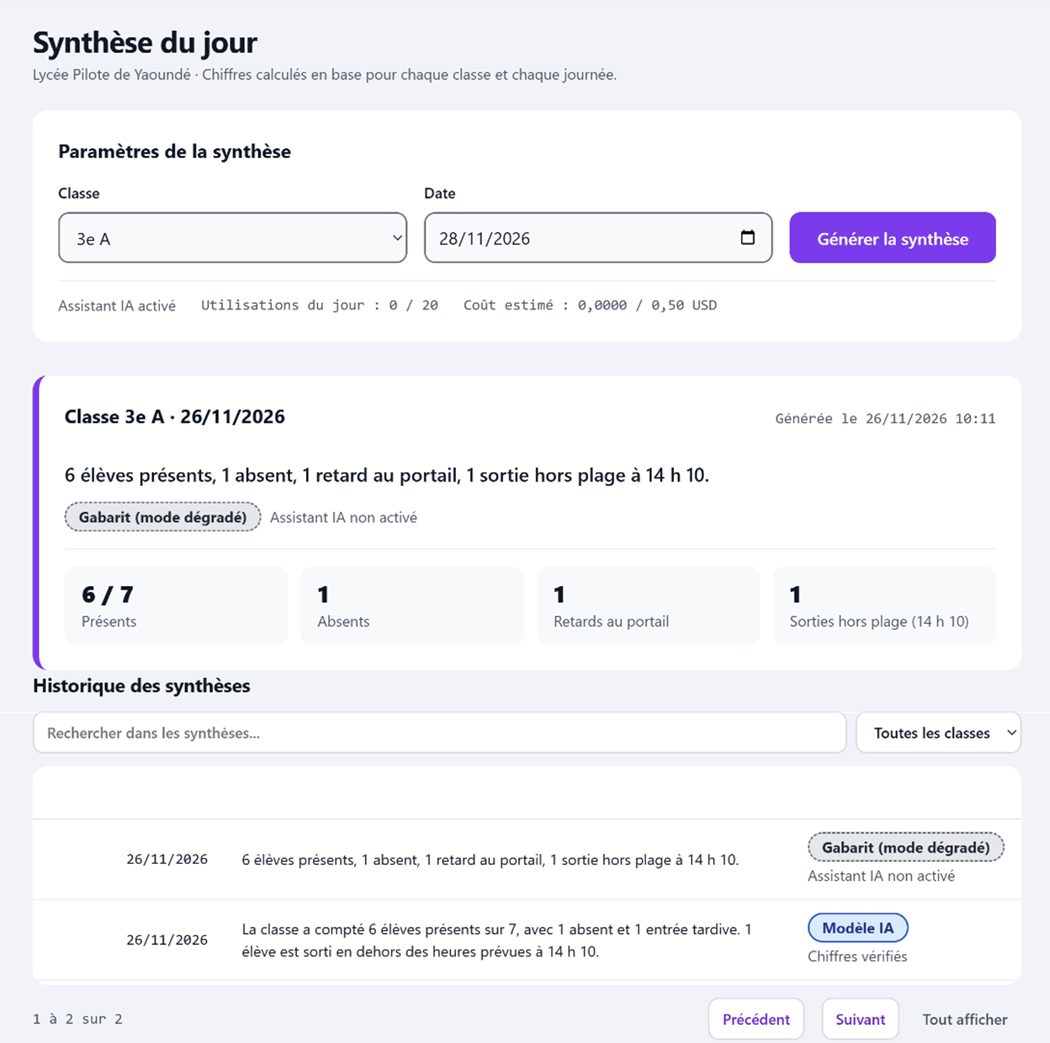 Synthèse du jour
Lycée Pilote de Yaoundé · Chiffres calculés en base pour chaque classe et chaque journée.
Paramètres de la synthèse
Classe
Date
3e A
28/11/2026
Générer la synthèse
Assistant IA activé
Utilisations du jour : 0 / 20
Coût estimé : 0,0000 / 0,50 USD
Classe 3e A · 26/11/2026
Générée le 26/11/2026 10:11
6 élèves présents, 1 absent, 1 retard au portail, 1 sortie hors plage à 14 h 10.
Gabarit (mode dégradé)
Assistant IA non activé
6 / 7
Présents
1
Absents
1
Retards au portail
1
Sorties hors plage (14 h 10)
Historique des synthèses
Rechercher dans les synthèses...
Toutes les classes
26/11/2026
6 élèves présents, 1 absent, 1 retard au portail, 1 sortie hors plage à 14 h 10.
Gabarit (mode dégradé)
Assistant IA non activé
26/11/2026
La classe a compté 6 élèves présents sur 7, avec 1 absent et 1 entrée tardive. 1
élève est sorti en dehors des heures prévues à 14 h 10.
Modèle IA
Chiffres vérifiés
1 à 2 sur 2
Précédent
Suivant
Tout afficher